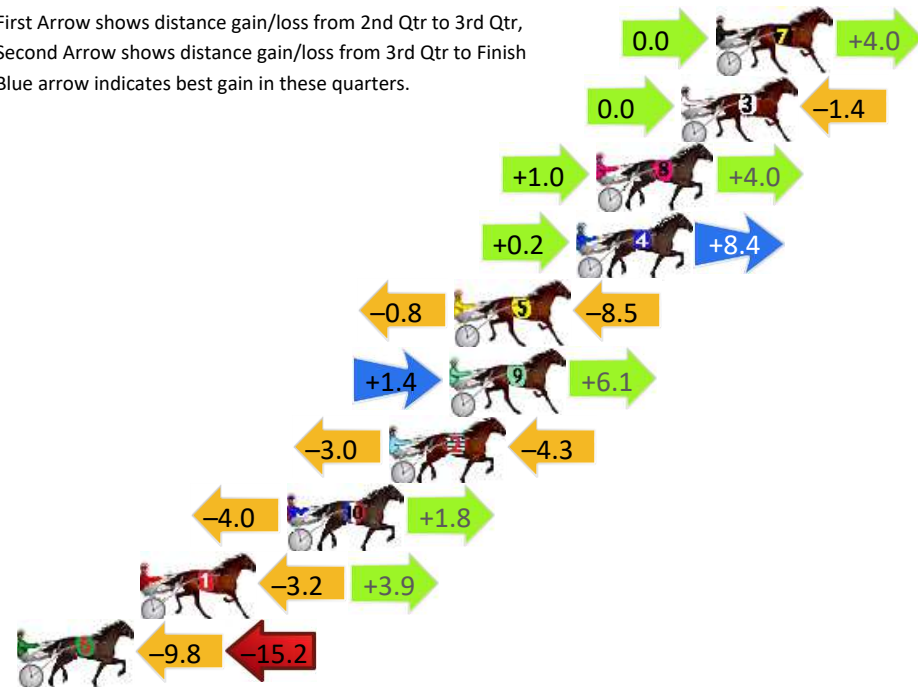 First Arrow shows distance gain/loss from 2nd Qtr to 3rd Qtr,
Second Arrow shows distance gain/loss from 3rd Qtr to Finish
Blue arrow indicates best gain in these quarters.
0.0 7 +4.0
0.0 3 –1.4
+1.0 8 +4.0
+0.2 4 +8.4
–0.8 5 –8.5
+1.4 9 +6.1
–3.0 –4.3
–4.0 10 +1.8
1 –3.2 +3.9
–9.8 –15.2